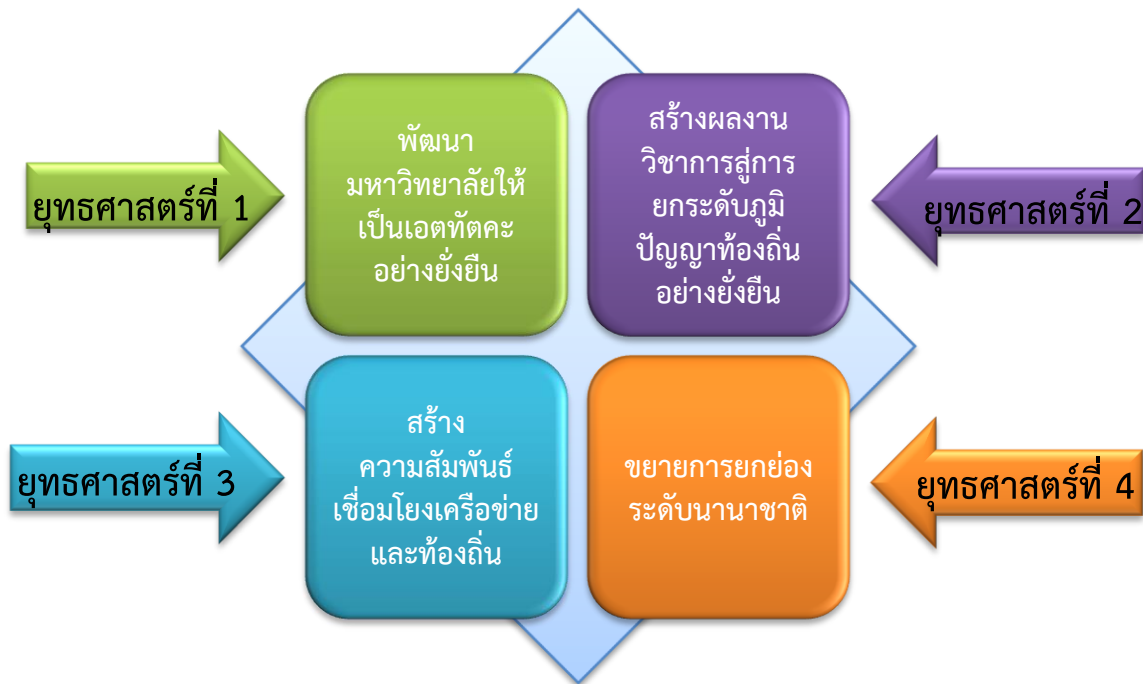 ยุทธศาสตร์ที่ 1
พัฒนา
มหาวิทยาลัยให้
เป็นเอตทัตคะ
อย่างยั่งยืน
สร้างผลงาน
วิชาการสู่การ
ยกระดับภูมิ
ปัญญาท้องถิ่น
อย่างยั่งยืน
ยุทธศาสตร์ที่ 2
ยุทธศาสตร์ที่ 3
สร้าง
ความสัมพันธ์
เชื่อมโยงเครือข่าย
และท้องถิ่น
ขยายการยกย่อง
ระดับนานาชาติ
ยุทธศาสตร์ที่ 4